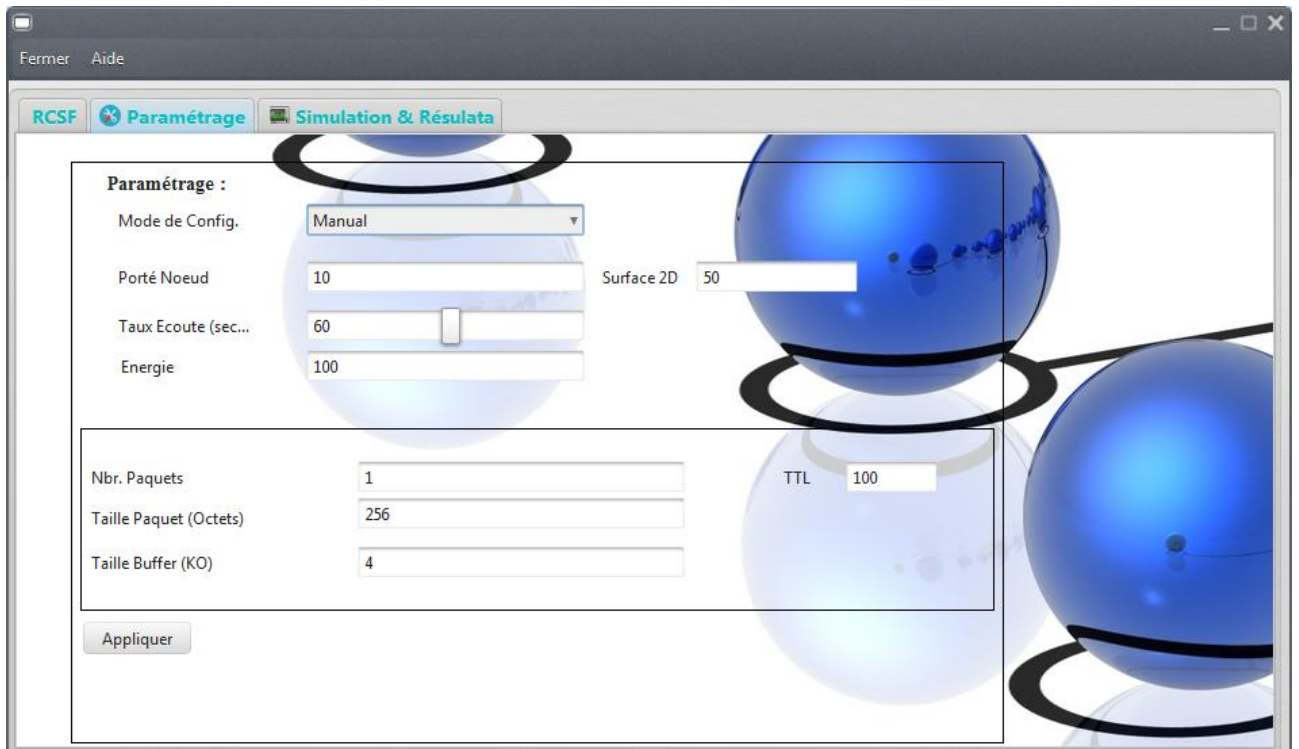 Fermer Aide
RCSF Paramétrage Simulation & Résulata
Paramétrage :
Mode de Config. Manual
Porté Noeud 10 Surface 2D 50
Taux Ecoute (sec... 60
Energie 100
Nbr. Paquets 1 TTL 100
Taille Paquet (Octets) 256
Taille Buffer (KO) 4
Appliquer